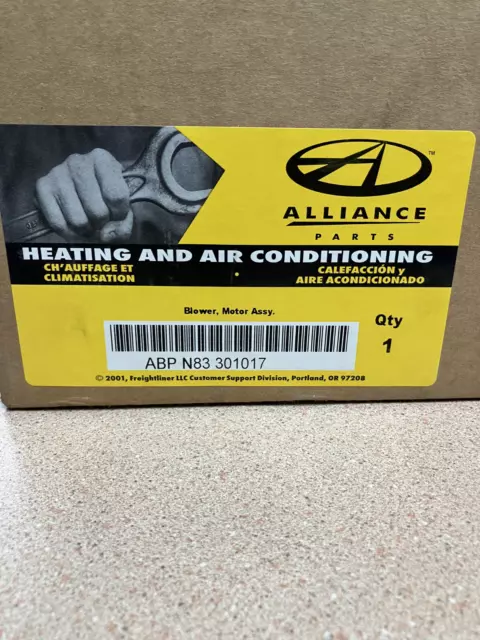 ™
ALLIANCE
PARTS
HEATING AND AIR CONDITIONING
CH'AUFFAGE ET
CLIMATISATION
CALEFACCIÓN y
AIRE ACONDICIONADO
Blower, Motor Assy.
Qty
1
ABP N83 301017
© 2001, Freightliner LLC Customer Support Division, Portland, OR 97208